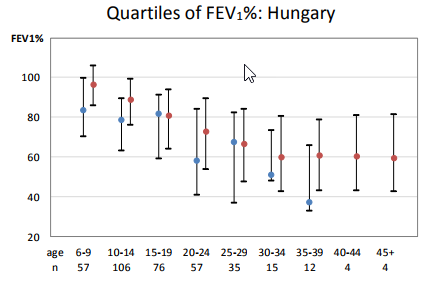 Quartiles of FEV1%: Hungary
FEV1%
100
80
60
40
20
age 6-9 10-14 15-19 20-24 25-29 30-34 35-39 40-44 45+
n 57 106 76 57 35 15 12 4 4